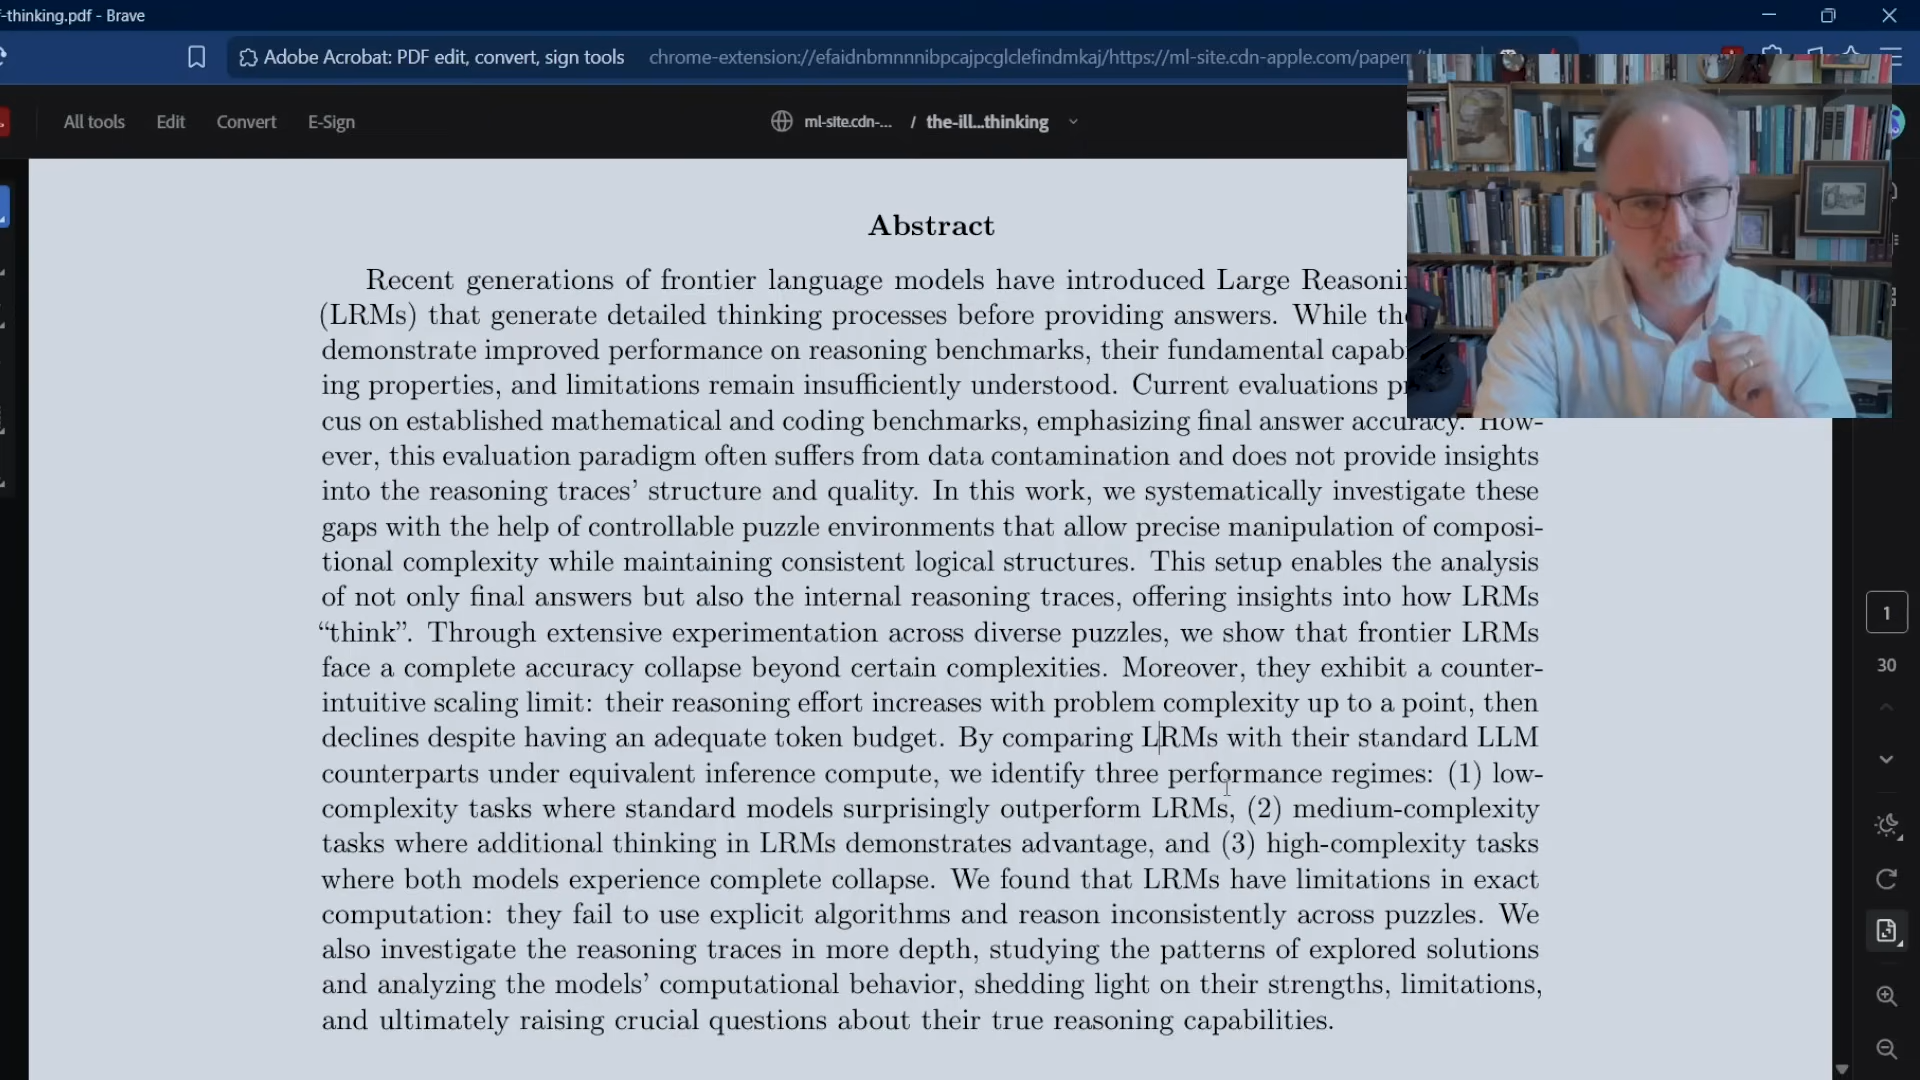 -thinking.pdf - Brave
Adobe Acrobat: PDF edit, convert, sign tools chrome-extension://efaidnbmnnnibpcajpcglclefindmkaj/https://ml-site.cdn-apple.com/paper
All tools Edit Convert E-Sign ml-site.cdn-... / the-ill...thinking
Abstract
Recent generations of frontier language models have introduced Large Reasoni
(LRMs) that generate detailed thinking processes before providing answers. While the
demonstrate improved performance on reasoning benchmarks, their fundamental capab
ing properties, and limitations remain insufficiently understood. Current evaluations p
cus on established mathematical and coding benchmarks, emphasizing final answer accuracy. How-
ever, this evaluation paradigm often suffers from data contamination and does not provide insights
into the reasoning traces’ structure and quality. In this work, we systematically investigate these
gaps with the help of controllable puzzle environments that allow precise manipulation of composi-
tional complexity while maintaining consistent logical structures. This setup enables the analysis
of not only final answers but also the internal reasoning traces, offering insights into how LRMs
“think”. Through extensive experimentation across diverse puzzles, we show that frontier LRMs
face a complete accuracy collapse beyond certain complexities. Moreover, they exhibit a counter-
intuitive scaling limit: their reasoning effort increases with problem complexity up to a point, then
declines despite having an adequate token budget. By comparing LRMs with their standard LLM
counterparts under equivalent inference compute, we identify three performance regimes: (1) low-
complexity tasks where standard models surprisingly outperform LRMs, (2) medium-complexity
tasks where additional thinking in LRMs demonstrates advantage, and (3) high-complexity tasks
where both models experience complete collapse. We found that LRMs have limitations in exact
computation: they fail to use explicit algorithms and reason inconsistently across puzzles. We
also investigate the reasoning traces in more depth, studying the patterns of explored solutions
and analyzing the models’ computational behavior, shedding light on their strengths, limitations,
and ultimately raising crucial questions about their true reasoning capabilities.
1
30